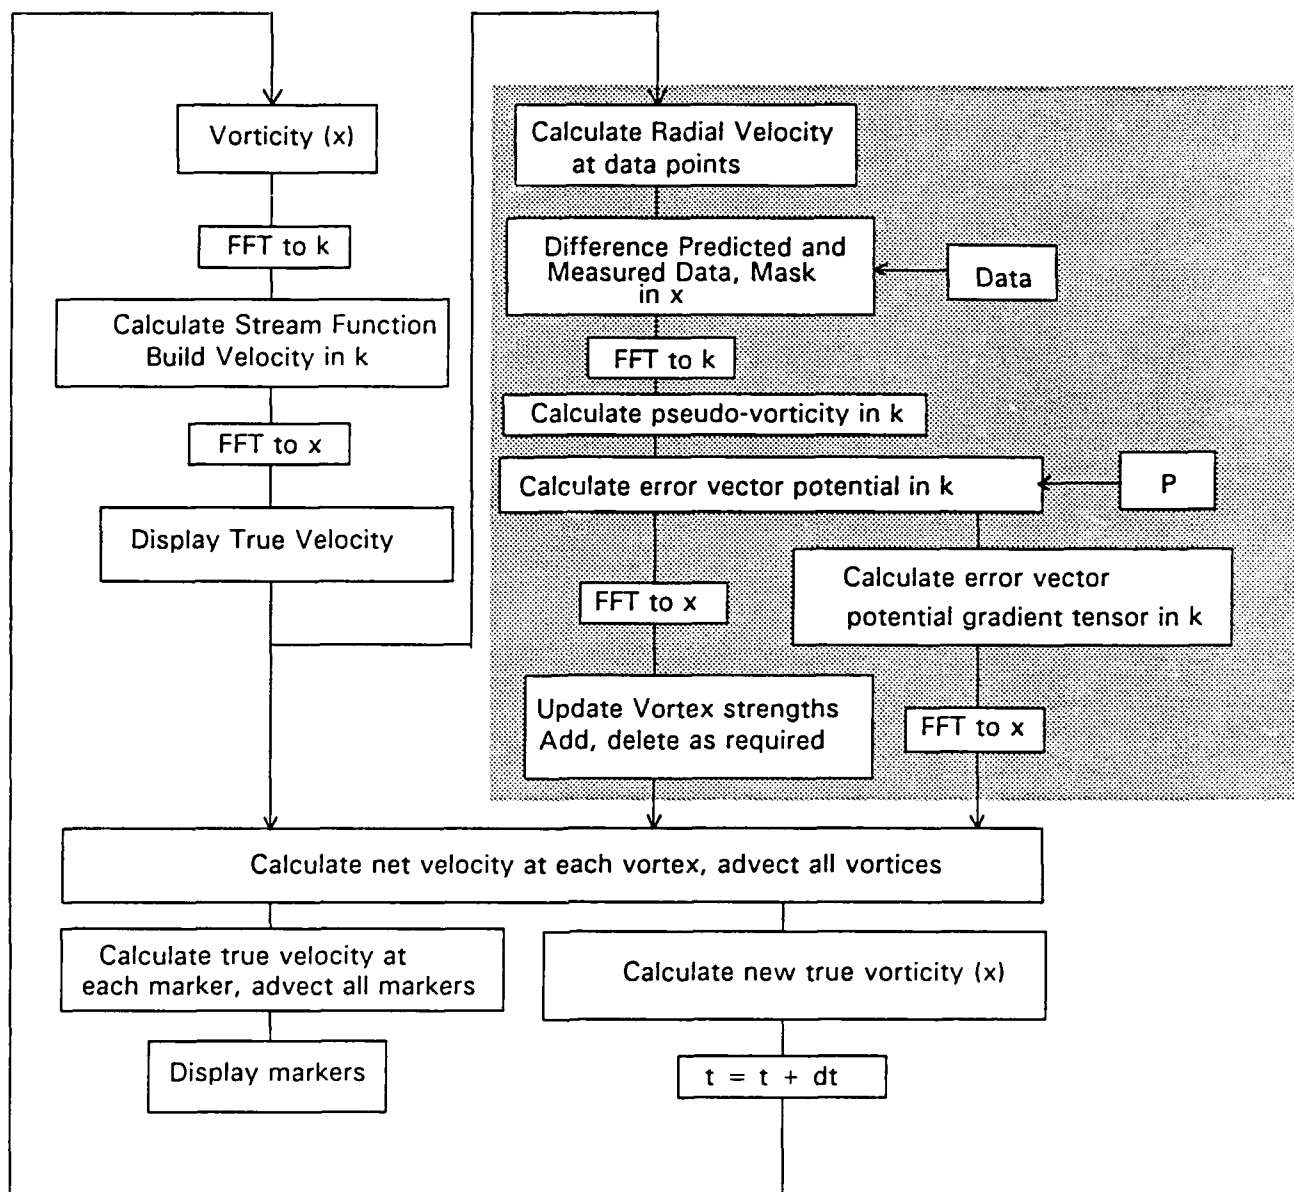 Vorticity (x)
FFT to k
Calculate Stream Function
Build Velocity in k
FFT to x
Display True Velocity
Calculate Radial Velocity
at data points
Difference Predicted and
Measured Data, Mask
in x
Data
FFT to k
Calculate pseudo-vorticity in k
Calculate error vector potential in k
P
Calculate error vector
potential gradient tensor in k
FFT to x
Update Vortex strengths
Add, delete as required
FFT to x
Calculate net velocity at each vortex, advect all vortices
Calculate true velocity at
each marker, advect all markers
Display markers
Calculate new true vorticity (x)
t = t + dt